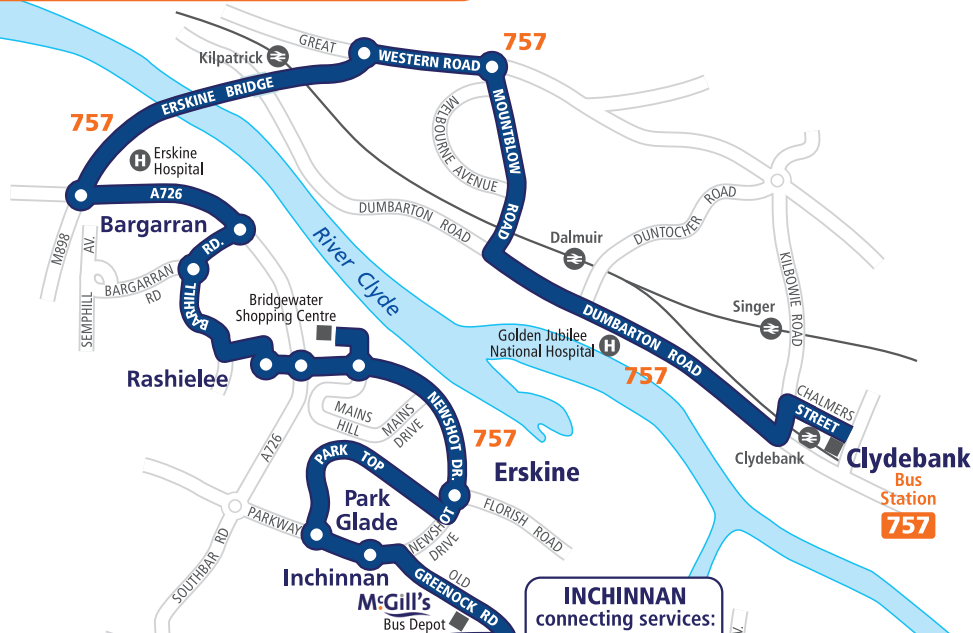 757
GREAT
WESTERN ROAD
Kilpatrick
ERSKINE BRIDGE
757
MOUNTBLOW
ROAD
MELBOURNE AVENUE
H
Erskine
Hospital
A726
Bargarran
DUMBARTON ROAD
DUNTOCHER ROAD
M898
SEMPHILL AV.
BARGARRAN
RD
BARHILL RD.
River Clyde
Dalmuir
KILBOWIE ROAD
Bridgewater
Shopping Centre
Singer
Golden Jubilee
National Hospital
H
DUMBARTON ROAD
757
Rashielee
NEWSHOT DR.
MAINS
HILL
MAINS
DRIVE
CHALMERS
STREET
A726
757
Clydebank
Clydebank
Bus
Station
757
PARK TOP
Erskine
Park
Glade
PARKWAY
NEWSHOT
DRIVE
FLORISH ROAD
SOUTHBAR RD
Inchinnan
OLD
GREENOCK RD
McGill's
Bus Depot
INCHINNAN
connecting services: